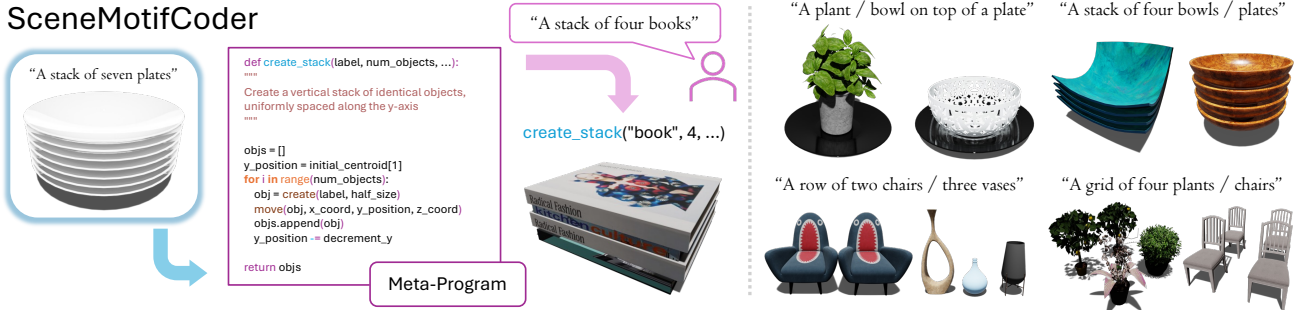 SceneMotifCoder
“A stack of seven plates”
def create_stack(label, num_objects, ...):
"""
Create a vertical stack of identical objects,
uniformly spaced along the y-axis
"""
objs = []
y_position = initial_centroid[1]
for i in range(num_objects):
obj = create(label, half_size)
move(obj, x_coord, y_position, z_coord)
objs.append(obj)
y_position -= decrement_y
return objs
Meta-Program
“A stack of four books”
create_stack("book", 4, ...)
Radical Fashion
kitchen
Radical Fashion
“A plant / bowl on top of a plate”
“A stack of four bowls / plates”
“A row of two chairs / three vases”
“A grid of four plants / chairs”